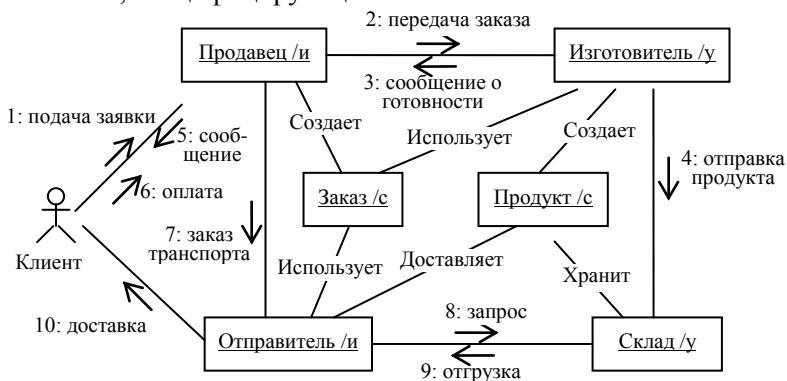 2: передача заказа
Продавец /и
Изготовитель /у
3: сообщение о
готовности
1: подача заявки
5: сооб-
щение
Создает
Использует
Создает
4: отправка
продукта
6: оплата
Заказ /с
Продукт /с
Клиент
7: заказ
транспорта
Использует
Доставляет
Хранит
10: доставка
8: запрос
Отправитель /и
Склад /у
9: отгрузка